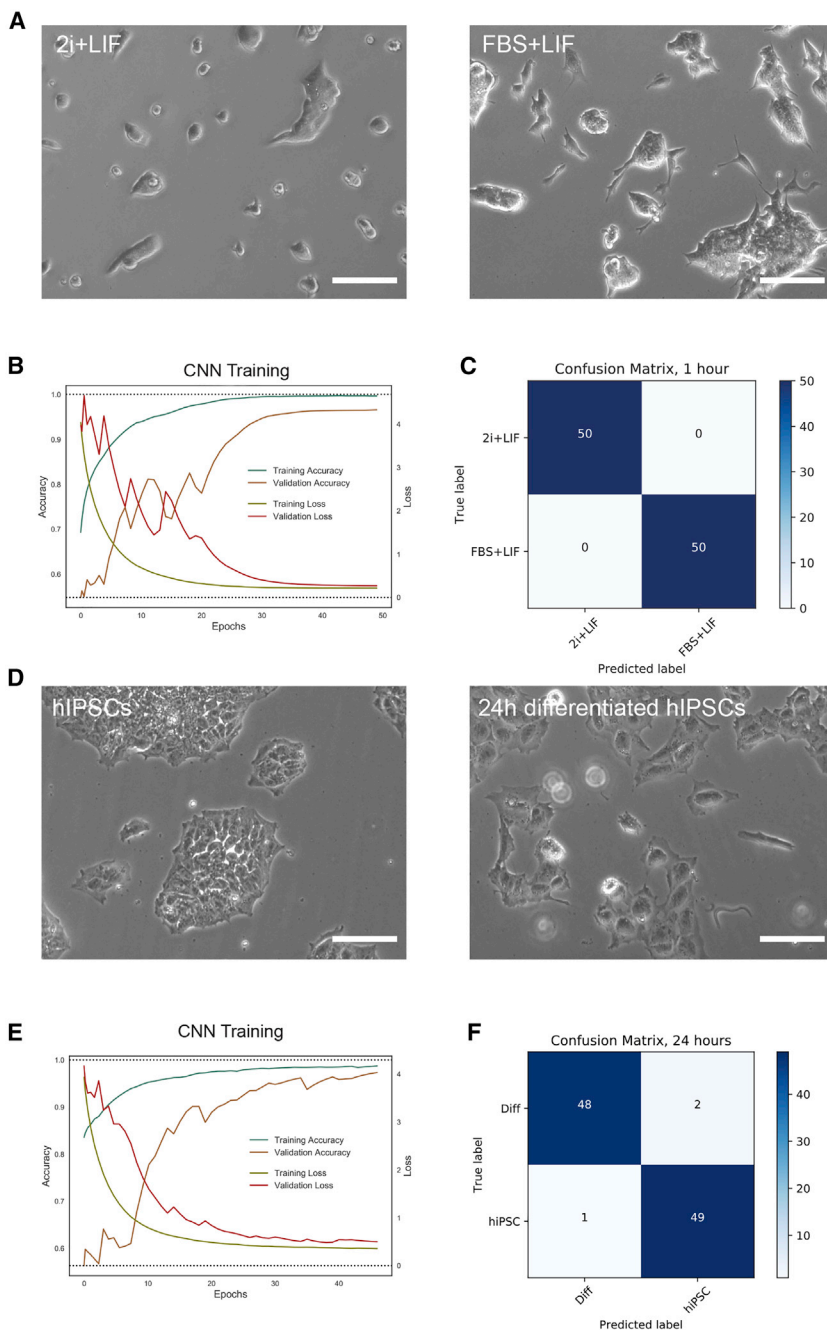 A
2i+LIF
FBS+LIF
B
CNN Training
1.0
0.9
0.8
0.7
0.6
Accuracy
4
3
2
1
0
Loss
Training Accuracy
Validation Accuracy
Training Loss
Validation Loss
0 10 20 30 40 50
Epochs
C
Confusion Matrix, 1 hour
True label
2i+LIF
50 0
FBS+LIF
0 50
2i+LIF FBS+LIF
Predicted label
50
40
30
20
10
0
D
hIPSCs
24h differentiated hIPSCs
E
CNN Training
1.0
0.9
0.8
0.7
0.6
Accuracy
4
3
2
1
0
Loss
Training Accuracy
Validation Accuracy
Training Loss
Validation Loss
0 10 20 30 40
Epochs
F
Confusion Matrix, 24 hours
True label
Diff
48 2
hiPSC
1 49
Diff hiPSC
Predicted label
40
30
20
10